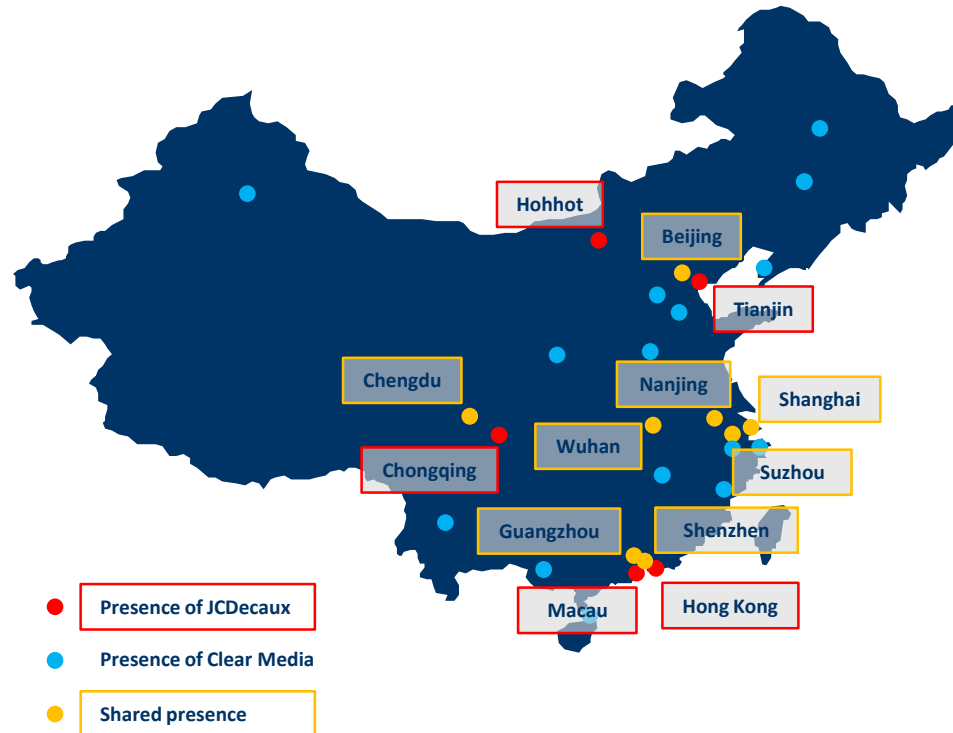 Hohhot
Beijing
Tianjin
Chengdu
Nanjing
Shanghai
Wuhan
Chongqing
Suzhou
Guangzhou
Shenzhen
Macau
Hong Kong
Presence of JCDecaux
Presence of Clear Media
Shared presence